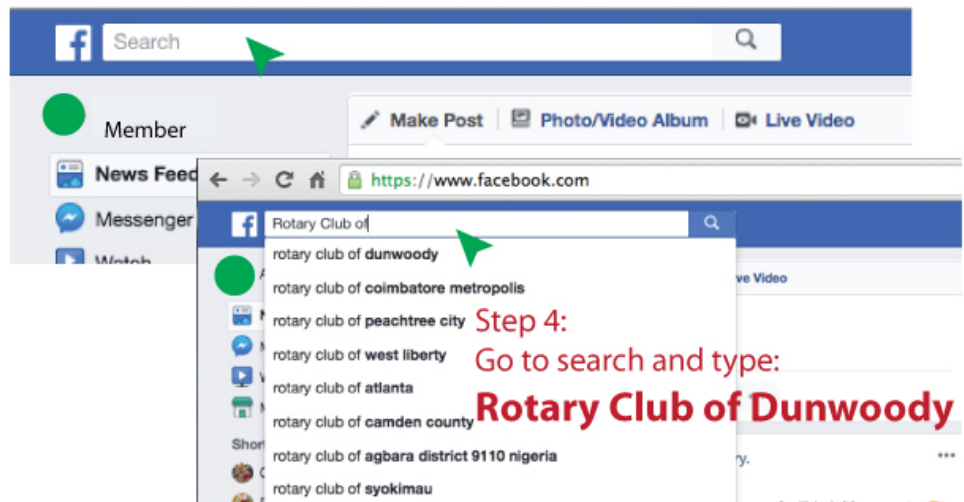 f Search
Member
Make Post
Photo/Video Album
Live Video
News Feed
Messenger
Watch
https://www.facebook.com
f Rotary Club of
rotary club of dunwoody
rotary club of coimbatore metropolis
rotary club of peachtree city
rotary club of west liberty
rotary club of atlanta
rotary club of camden county
rotary club of agbara district 9110 nigeria
rotary club of syokimau
ve Video
Step 4:
Go to search and type:
Rotary Club of Dunwoody
Shor
ry.